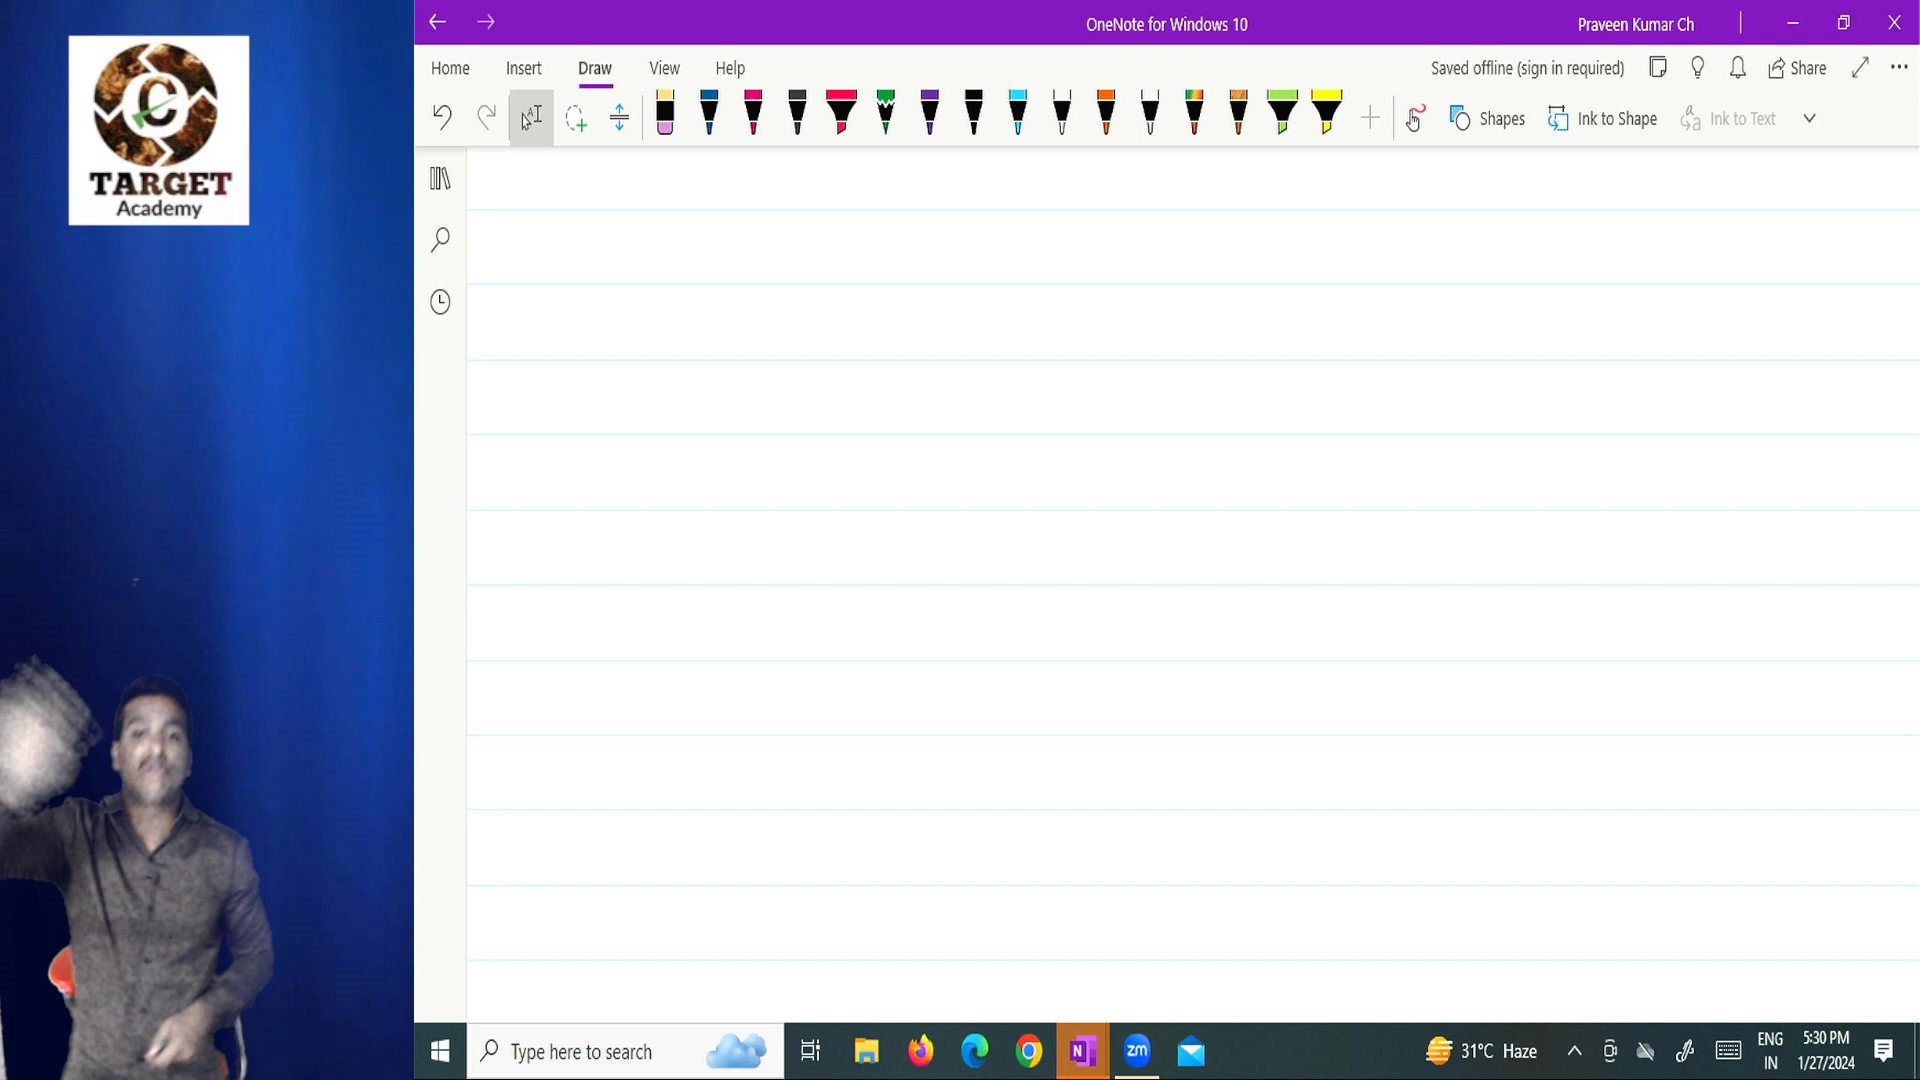 OneNote for Windows 10
Praveen Kumar Ch
TARGET
Academy
Home Insert Draw View Help
Saved offline (sign in required) Share
Shapes Ink to Shape Ink to Text
Type here to search
N zm
31°C Haze
ENG
IN
5:30 PM
1/27/2024